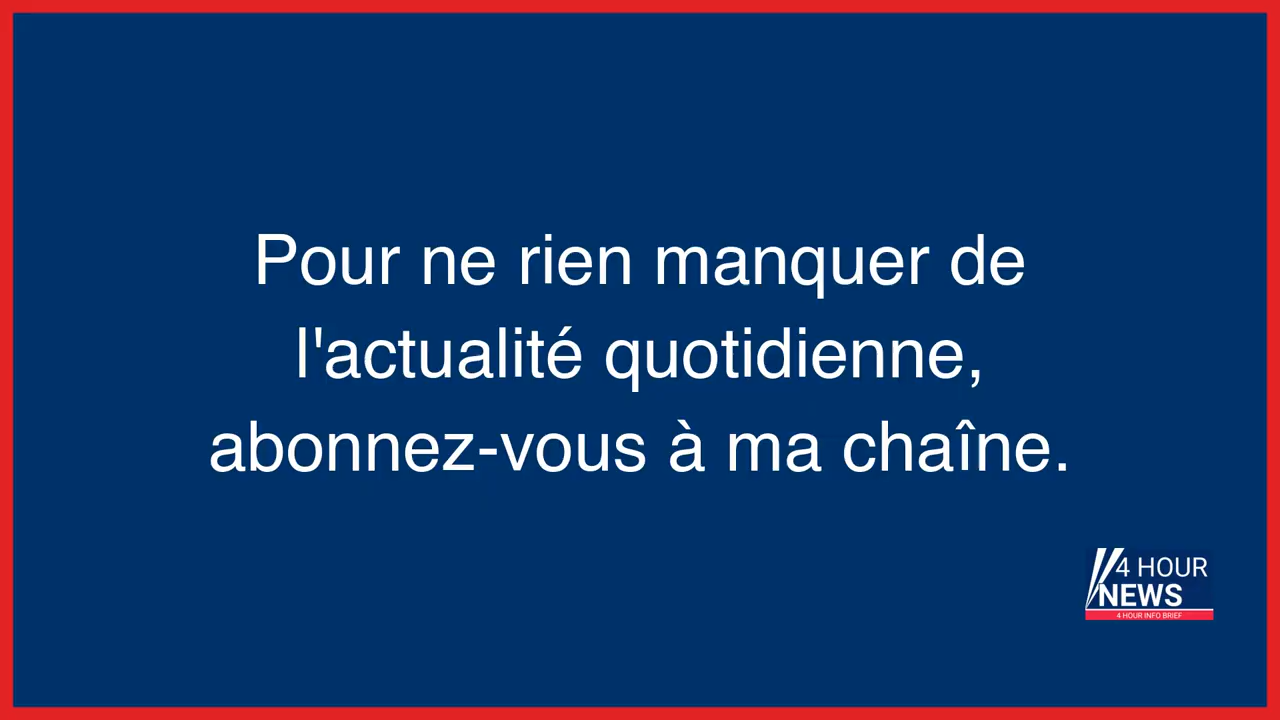 Pour ne rien manquer de
l'actualité quotidienne,
abonnez-vous à ma chaîne.
4 HOUR
NEWS
4 HOUR INFO BRIEF